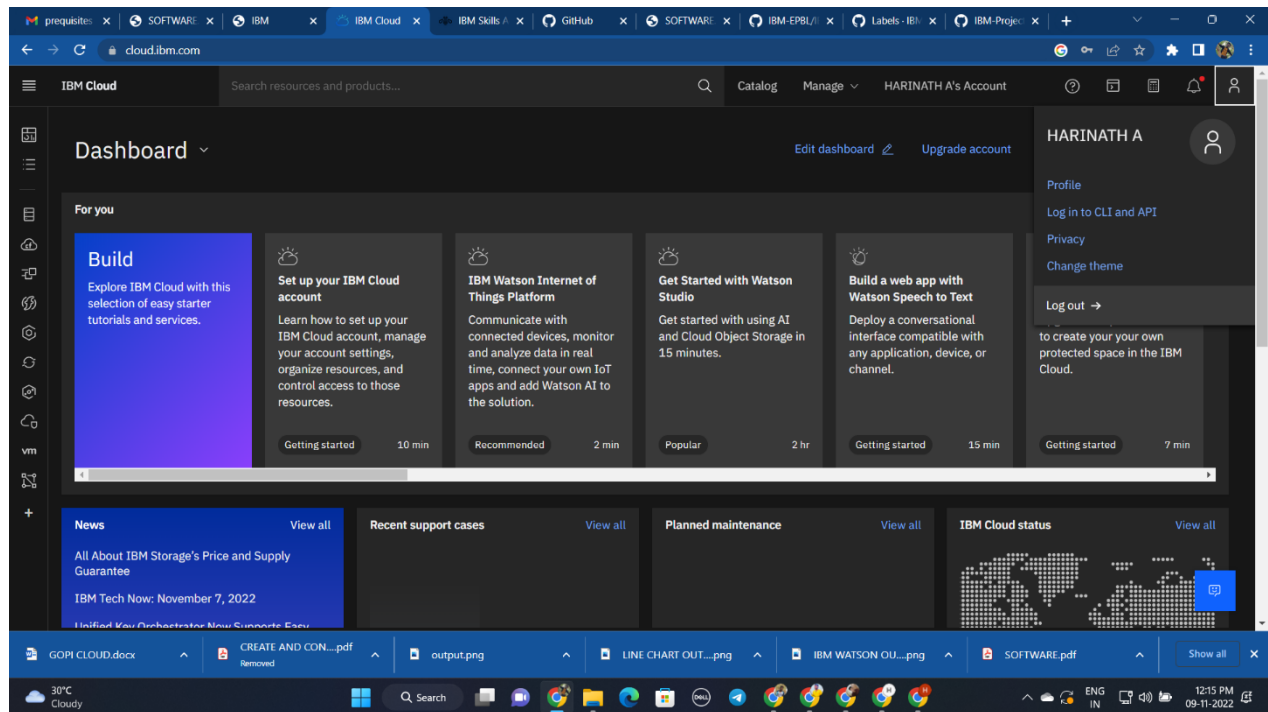 prequisites
SOFTWARE
IBM
IBM Cloud
IBM Skills A
GitHub
SOFTWARE
IBM-EPBL/I
Labels · IBM
IBM-Projec
cloud.ibm.com
IBM Cloud
Search resources and products...
Catalog
Manage
HARINATH A's Account
HARINATH A
Profile
Log in to CLI and API
Privacy
Change theme
Log out →
Dashboard
Edit dashboard
Upgrade account
For you
Build
Explore IBM Cloud with this
selection of easy starter
tutorials and services.
Set up your IBM Cloud
account
Learn how to set up your
IBM Cloud account, manage
your account settings,
organize resources, and
control access to those
resources.
Getting started 10 min
IBM Watson Internet of
Things Platform
Communicate with
connected devices, monitor
and analyze data in real
time, connect your own IoT
apps and add Watson AI to
the solution.
Recommended 2 min
Get Started with Watson
Studio
Get started with using AI
and Cloud Object Storage in
15 minutes.
Popular 2 hr
Build a web app with
Watson Speech to Text
Deploy a conversational
interface compatible with
any application, device, or
channel.
Getting started 15 min
to create your your own
protected space in the IBM
Cloud.
Getting started 7 min
vm
News View all
All About IBM Storage's Price and Supply
Guarantee
IBM Tech Now: November 7, 2022
Unified Key Orchestrator Now Supports Easy
Recent support cases View all
Planned maintenance View all
IBM Cloud status View all
GOPI CLOUD.docx
CREATE AND CON....pdf
Removed
output.png
LINE CHART OUT....png
IBM WATSON OU....png
SOFTWARE.pdf
Show all
30°C
Cloudy
Search
DELL
ENG
IN
12:15 PM
09-11-2022